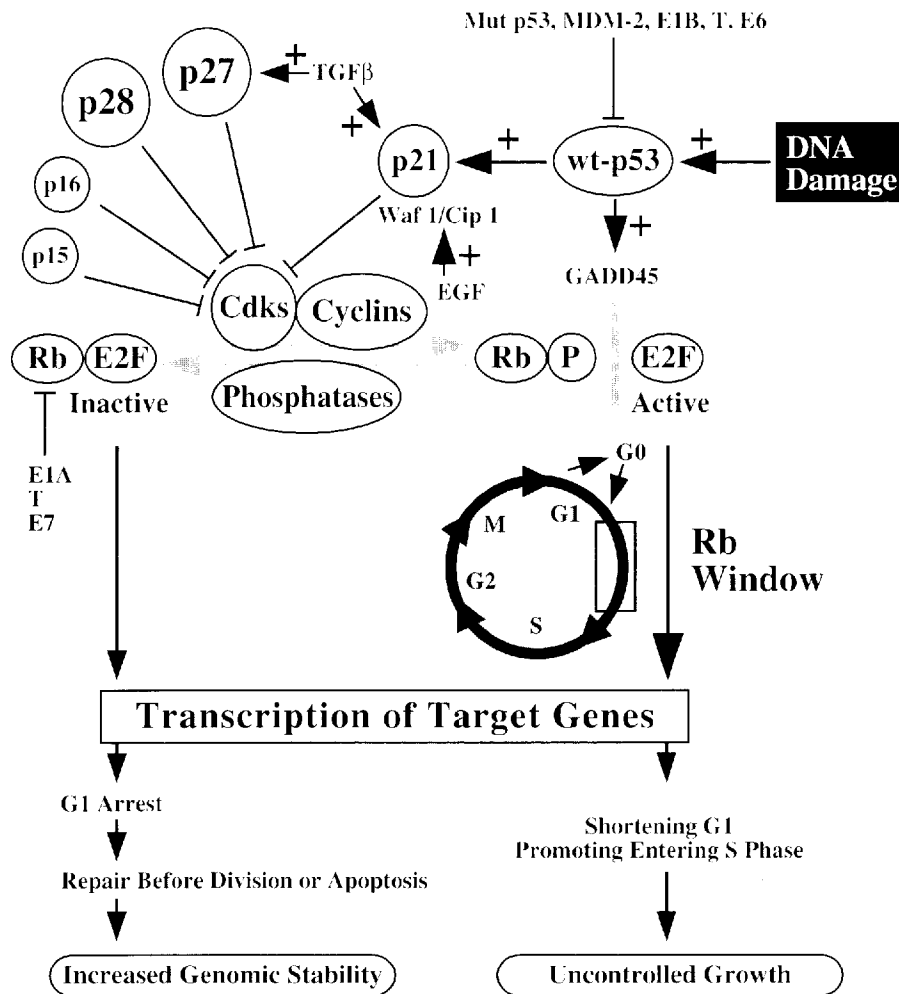 Mut p53, MDM-2, E1B, T, E6
p27
+
TGFβ
p28
+
p21
+
wt-p53
+
DNA
Damage
p16
Waf 1/Cip 1
+
+
p15
EGF
GADD45
Cdks
Cyclins
Rb
E2F
Rb
P
E2F
Inactive
Phosphatases
Active
E1A
T
E7
G0
G1
M
G2
S
Rb
Window
Transcription of Target Genes
G1 Arrest
Shortening G1
Promoting Entering S Phase
Repair Before Division or Apoptosis
Increased Genomic Stability
Uncontrolled Growth